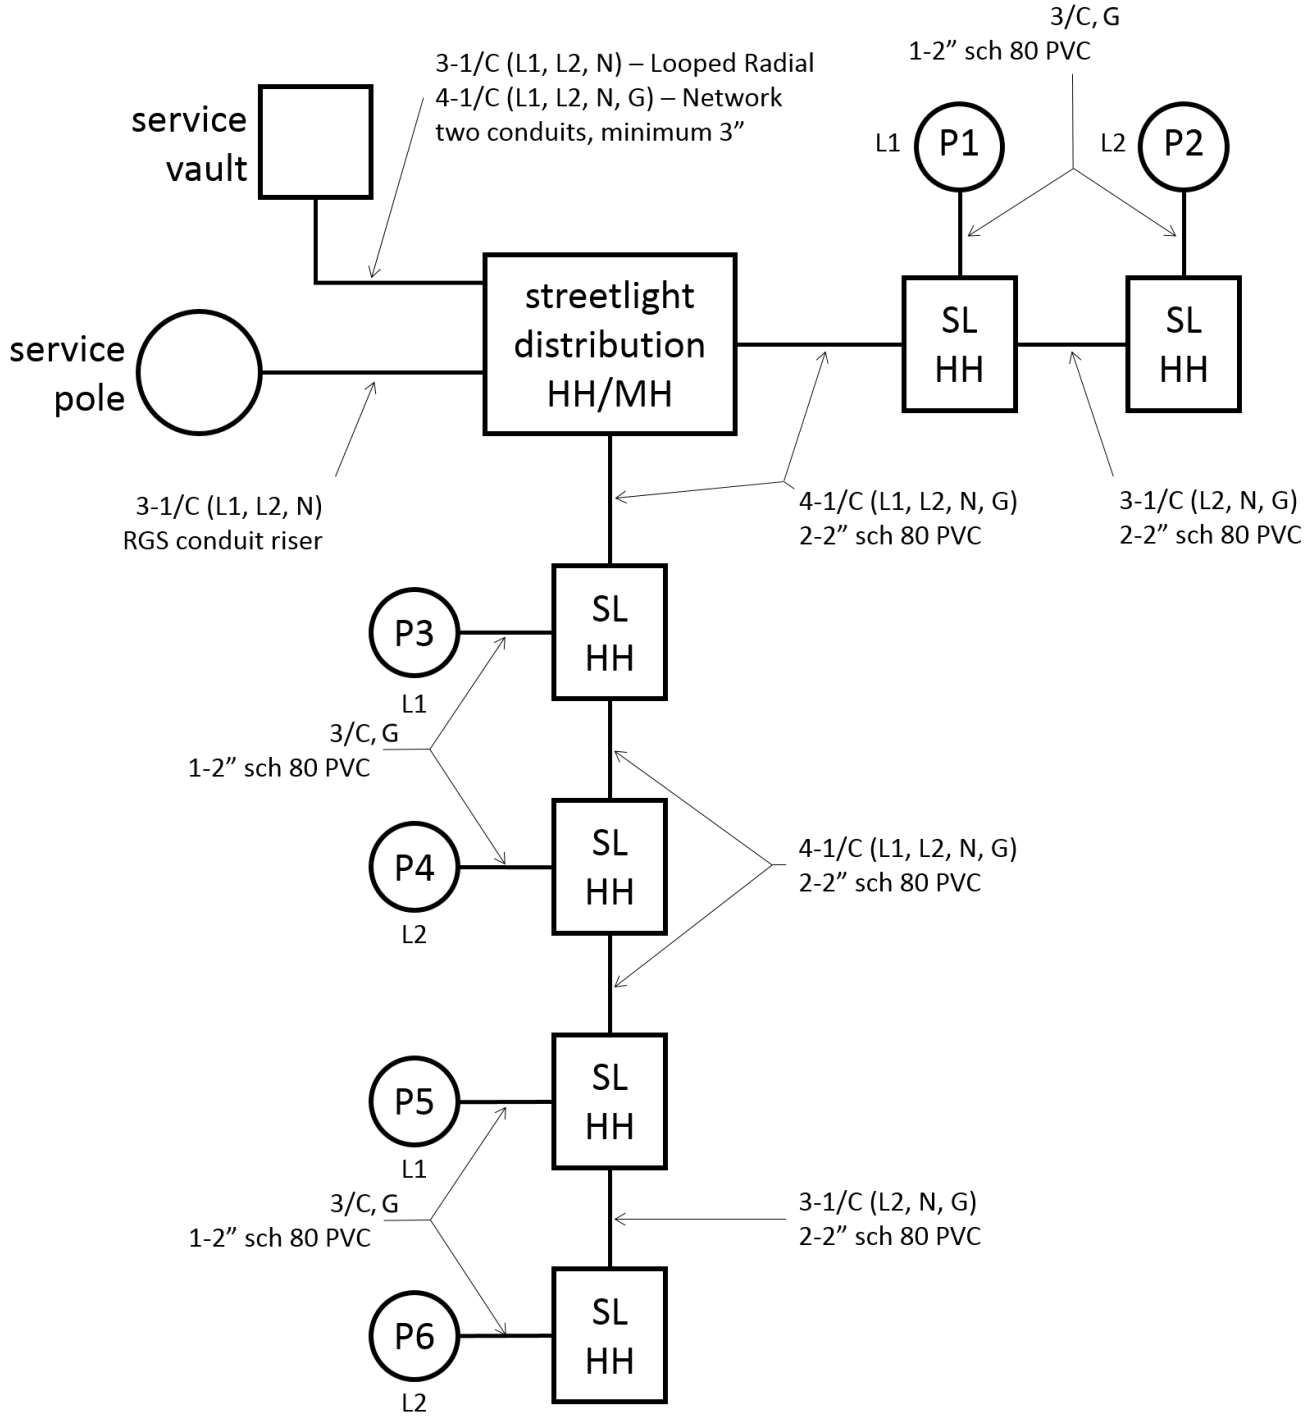 3/C, G
1-2” sch 80 PVC
3-1/C (L1, L2, N) – Looped Radial
4-1/C (L1, L2, N, G) – Network
two conduits, minimum 3”
service
vault
L1
P1
L2
P2
streetlight
distribution
HH/MH
SL
HH
SL
HH
service
pole
3-1/C (L1, L2, N)
RGS conduit riser
4-1/C (L1, L2, N, G)
2-2” sch 80 PVC
3-1/C (L2, N, G)
2-2” sch 80 PVC
P3
L1
SL
HH
3/C, G
1-2” sch 80 PVC
P4
L2
SL
HH
4-1/C (L1, L2, N, G)
2-2” sch 80 PVC
P5
L1
SL
HH
3/C, G
1-2” sch 80 PVC
3-1/C (L2, N, G)
2-2” sch 80 PVC
P6
L2
SL
HH